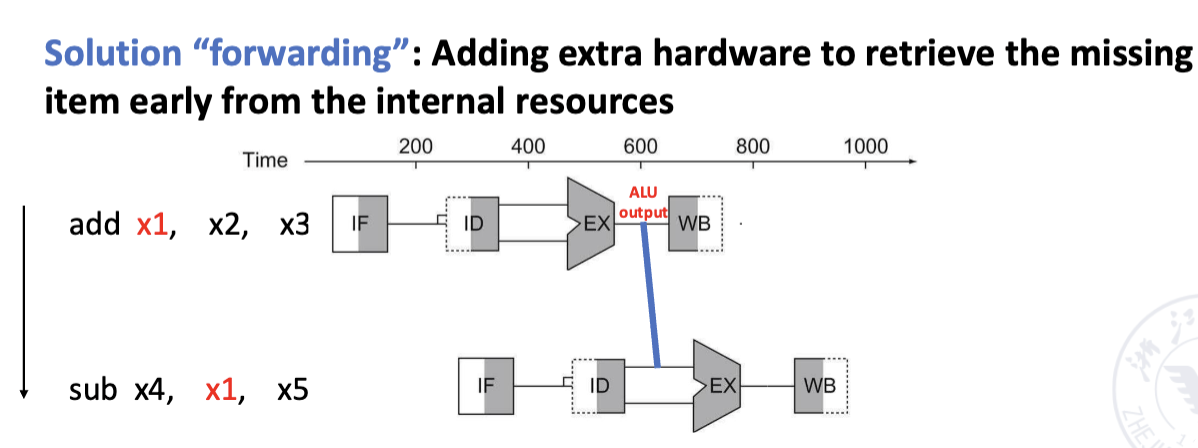 Solution “forwarding”: Adding extra hardware to retrieve the missing
item early from the internal resources
Time 200 400 600 800 1000
add x1, x2, x3 IF ID EX ALU output WB
sub x4, x1, x5 IF ID EX WB